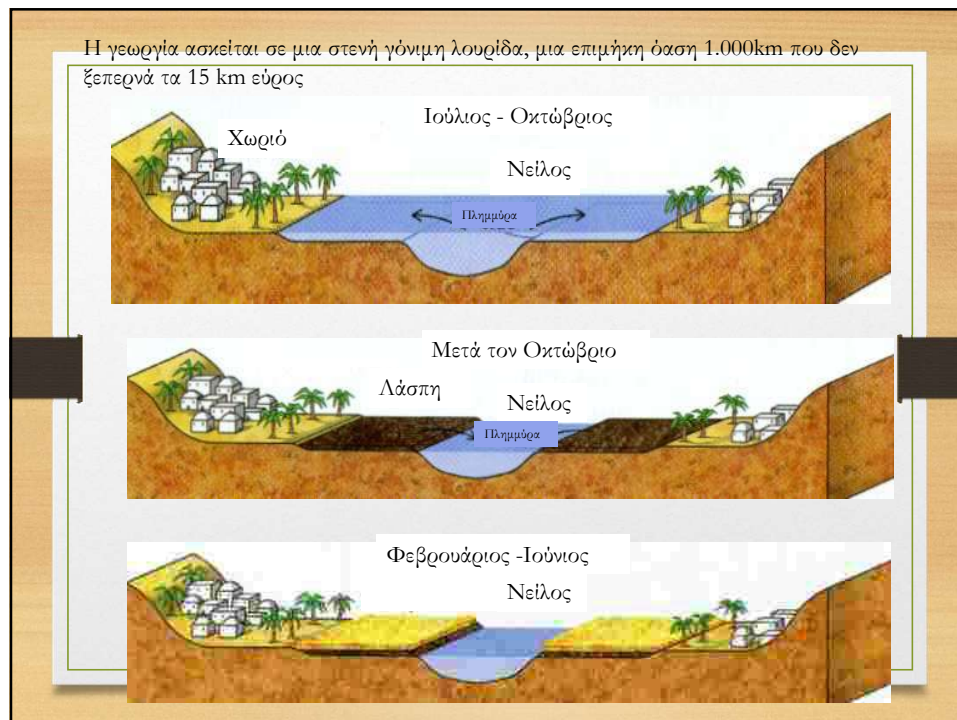 Η γεωργία ασκείται σε μια στενή γόνιμη λουρίδα, μια επιμήκη όαση 1.000km που δεν
ξεπερνά τα 15 km εύρος
Ιούλιος - Οκτώβριος
Χωριό
Νείλος
Πλημμύρα
Μετά τον Οκτώβριο
Λάσπη
Νείλος
Πλημμύρα
Φεβρουάριος -Ιούνιος
Νείλος